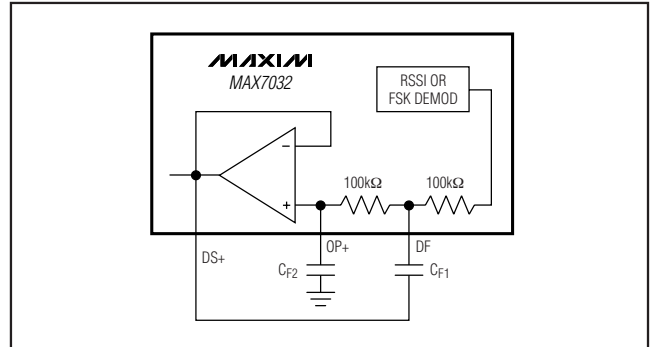 MAXIM
MAX7032
RSSI OR
FSK DEMOD
100kΩ
100kΩ
−
+
DS+
OP+
DF
CF2
CF1